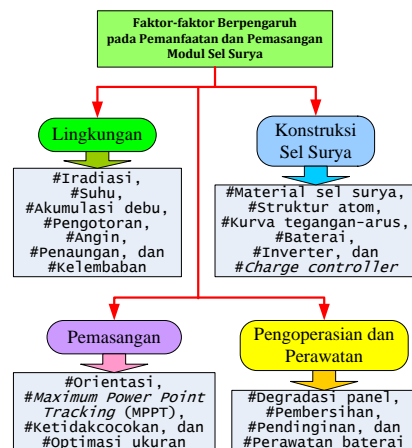 Faktor-faktor Berpengaruh
pada Pemanfaatan dan Pemasangan
Modul Sel Surya
Lingkungan
#Iradiasi,
#Suhu,
#Akumulasi debu,
#Pengotoran,
#Angin,
#Penaungan, dan
#Kelembaban
Konstruksi
Sel Surya
#Material sel surya,
#Struktur atom,
#Kurva tegangan-arus,
#Baterai,
#Inverter, dan
#Charge controller
Pemasangan
#Orientasi,
#Maximum Power Point
Tracking (MPPT),
#Ketidakcocokan, dan
#Optimasi ukuran
Pengoperasian dan
Perawatan
#Degradasi panel,
#Pembersihan,
#Pendinginan, dan
#Perawatan baterai